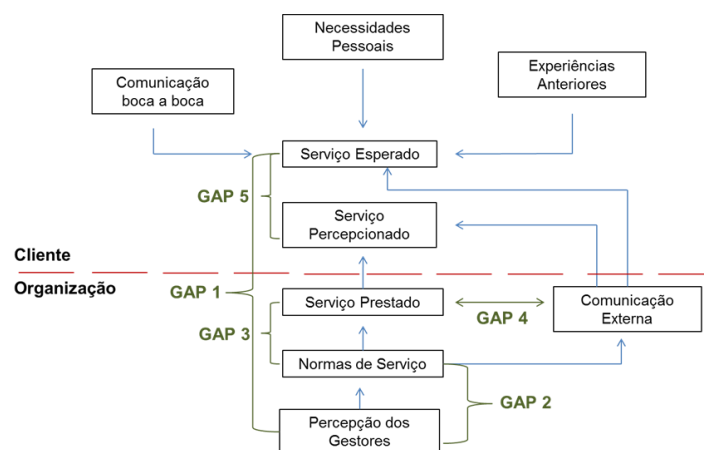 Necessidades
Pessoais
Comunicação
boca a boca
Experiências
Anteriores
Serviço Esperado
GAP 5
Serviço
Percepcionado
Cliente
Organização
GAP 1
Serviço Prestado
GAP 4
Comunicação
Externa
GAP 3
Normas de Serviço
GAP 2
Percepção dos
Gestores